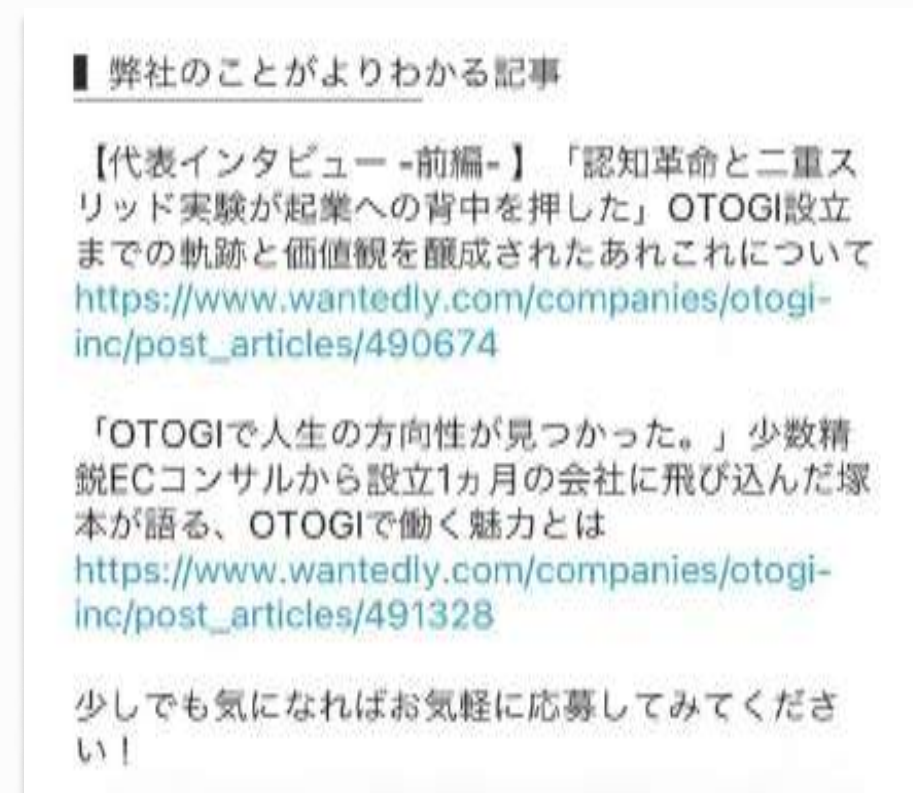 ▌弊社のことがよりわかる記事
【代表インタビュー -前編- 】「認知革命と二重ス
リッド実験が起業への背中を押した」OTOGI設立
までの軌跡と価値観を醸成されたあれこれについて
https://www.wantedly.com/companies/otogi-
inc/post_articles/490674
「OTOGIで人生の方向性が見つかった。」少数精
鋭ECコンサルから設立1ヵ月の会社に飛び込んだ塚
本が語る、OTOGIで働く魅力とは
https://www.wantedly.com/companies/otogi-
inc/post_articles/491328
少しでも気になればお気軽に応募してみてくださ
い！